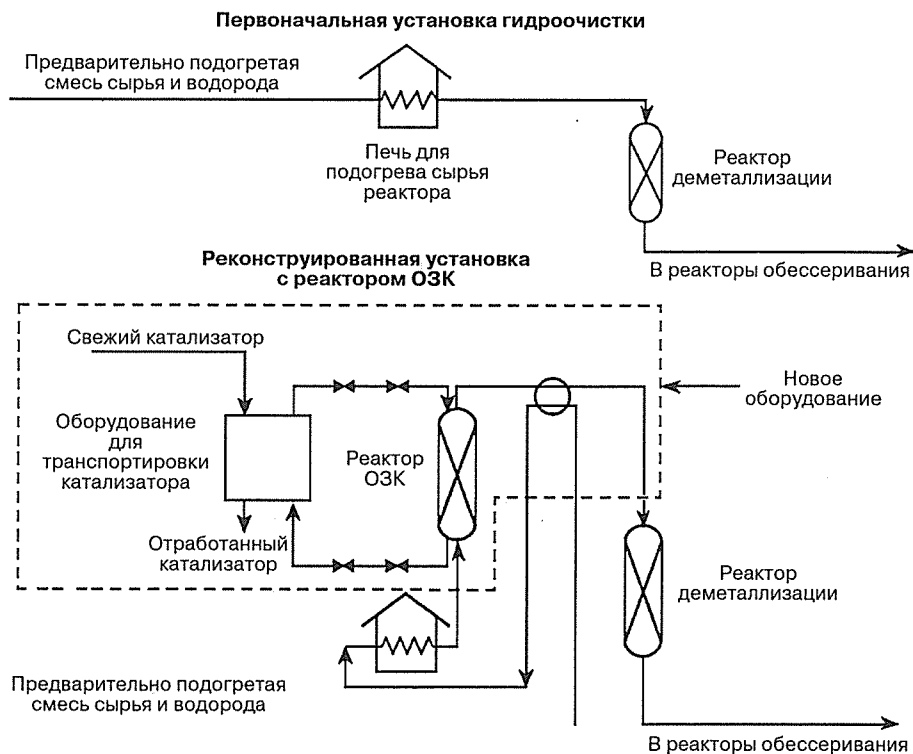 Первоначальная установка гидроочистки
Предварительно подогретая
смесь сырья и водорода
Печь для
подогрева сырья
реактора
Реактор
деметаллизации
В реакторы обессеривания
Реконструированная установка
с реактором ОЗК
Свежий катализатор
Оборудование
для
транспортировки
катализатора
Реактор
ОЗК
Новое
оборудование
Отработанный
катализатор
Реактор
деметаллизации
Предварительно подогретая
смесь сырья и водорода
В реакторы обессеривания